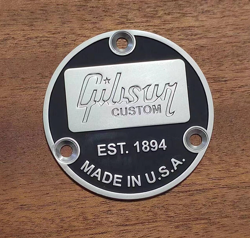 Gibson
CUSTOM
EST. 1894
MADE IN U.S.A.